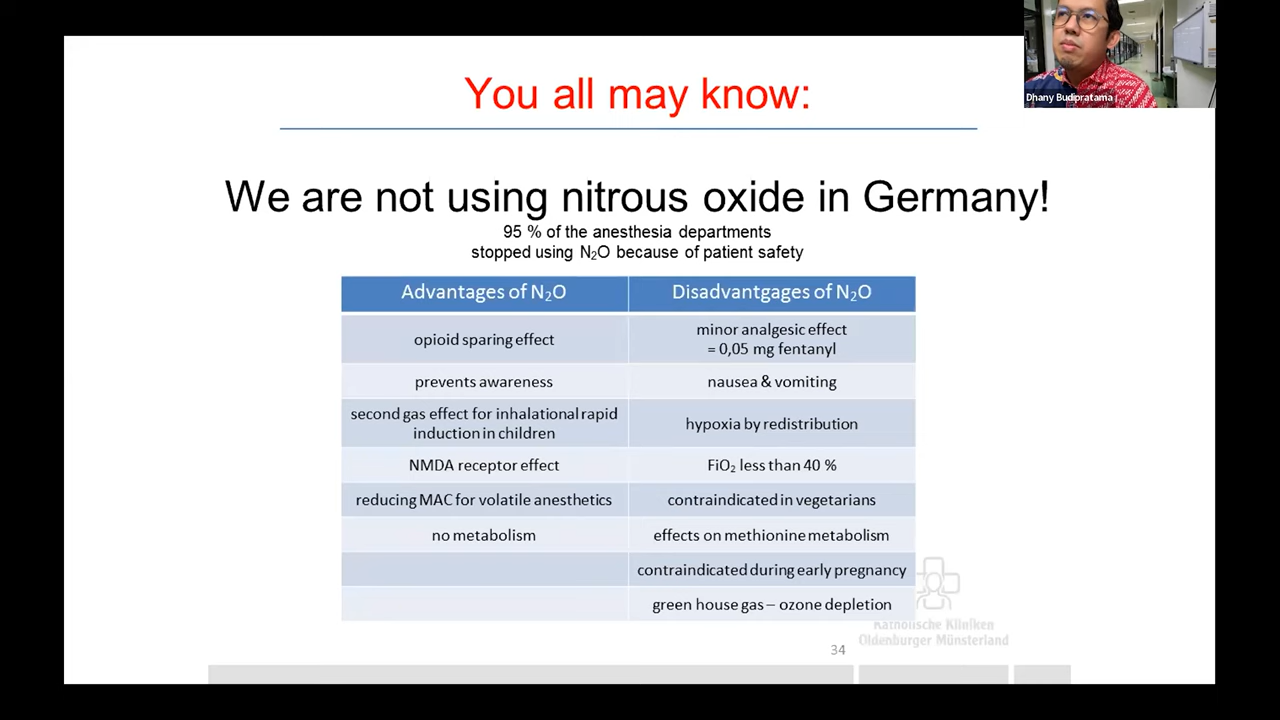 You all may know:
Dhany Budipratama
We are not using nitrous oxide in Germany!
95 % of the anesthesia departments
stopped using N₂O because of patient safety
Advantages of N₂O
Disadvantgages of N₂O
opioid sparing effect
minor analgesic effect
= 0,05 mg fentanyl
prevents awareness
nausea & vomiting
second gas effect for inhalational rapid
induction in children
hypoxia by redistribution
NMDA receptor effect
FiO₂ less than 40 %
reducing MAC for volatile anesthetics
contraindicated in vegetarians
no metabolism
effects on methionine metabolism
contraindicated during early pregnancy
green house gas – ozone depletion
Katholische Kliniken
Oldenburger Münsterland
34